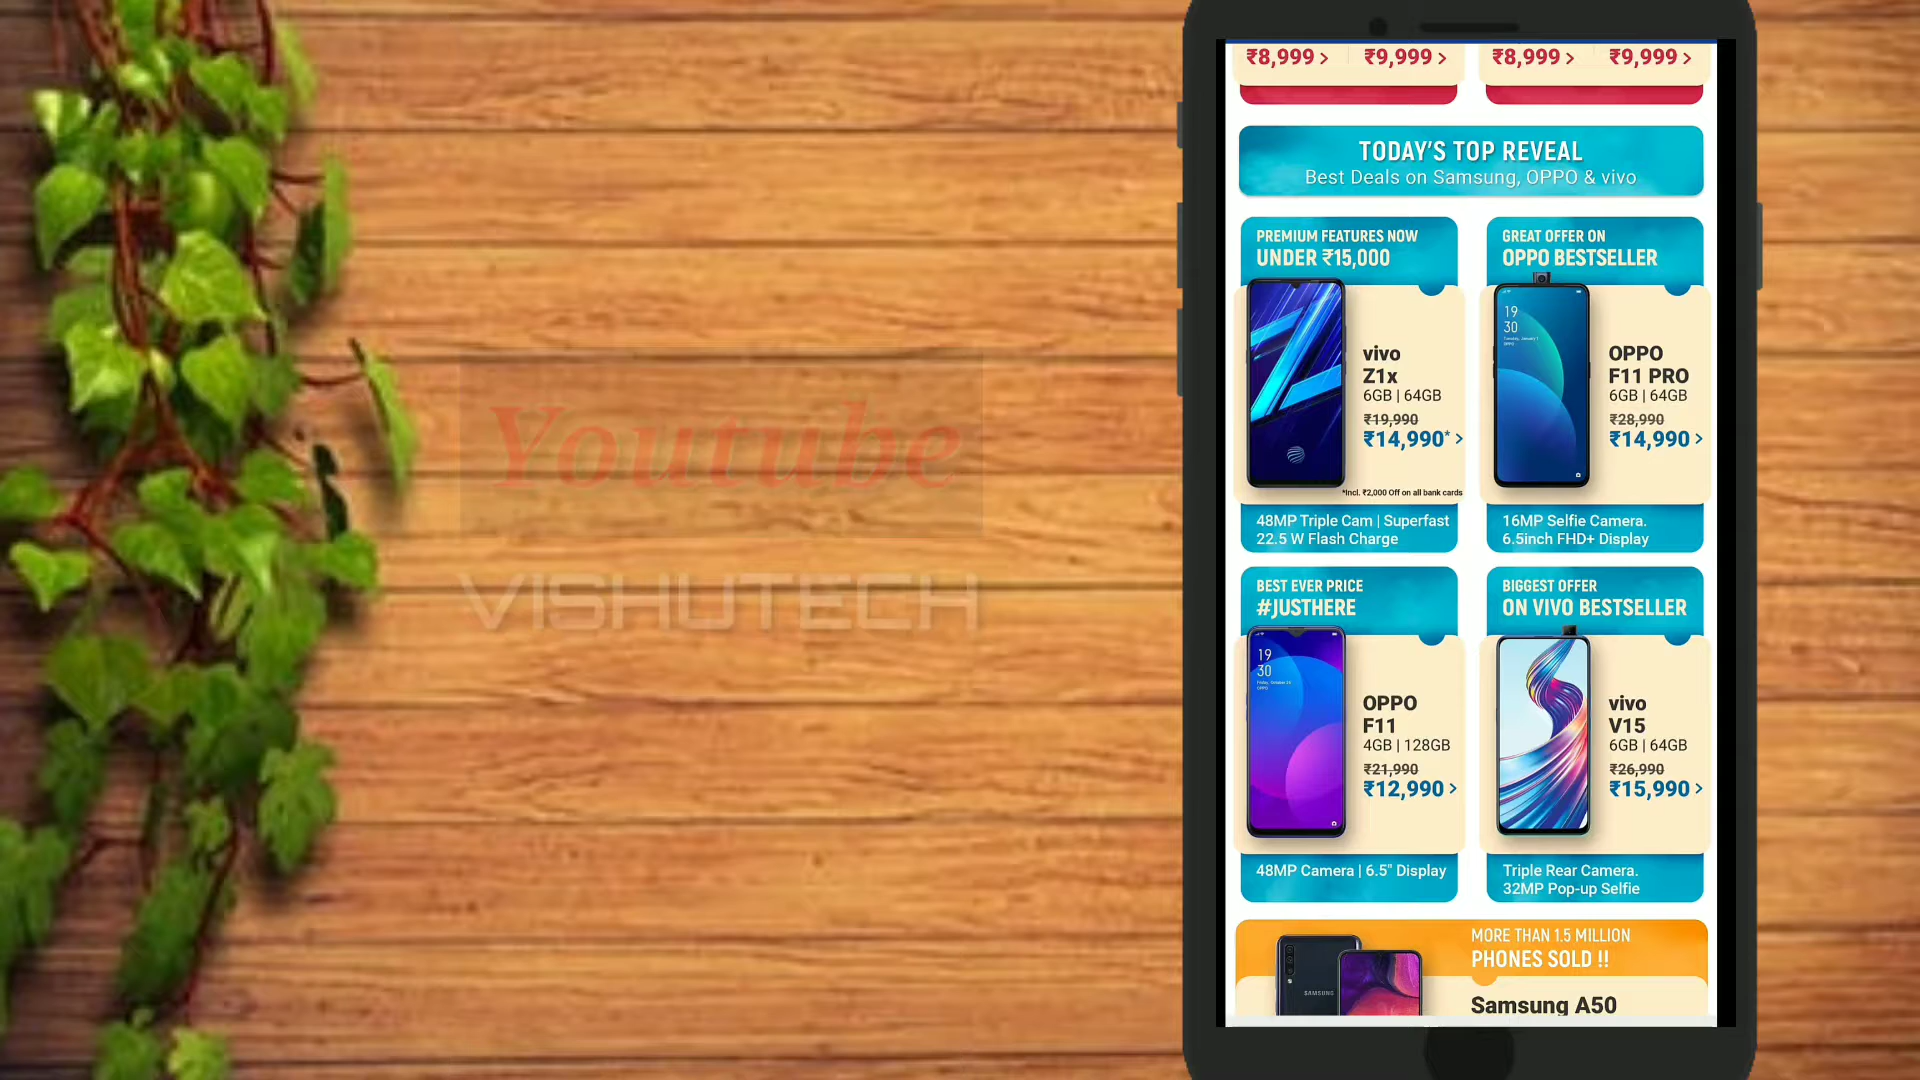 Youtube
VISHUTECH
₹8,999 > ₹9,999 > ₹8,999 > ₹9,999 >
TODAY'S TOP REVEAL
Best Deals on Samsung, OPPO & vivo
PREMIUM FEATURES NOW
UNDER ₹15,000
vivo
Z1x
6GB | 64GB
₹19,990
₹14,990* >
*Incl. ₹2,000 Off on all bank cards
48MP Triple Cam | Superfast
22.5 W Flash Charge
GREAT OFFER ON
OPPO BESTSELLER
19
30
OPPO
F11 PRO
6GB | 64GB
₹28,990
₹14,990 >
16MP Selfie Camera.
6.5inch FHD+ Display
BEST EVER PRICE
#JUSTHERE
19
30
OPPO
F11
4GB | 128GB
₹21,990
₹12,990 >
48MP Camera | 6.5" Display
BIGGEST OFFER
ON VIVO BESTSELLER
vivo
V15
6GB | 64GB
₹26,990
₹15,990 >
Triple Rear Camera.
32MP Pop-up Selfie
MORE THAN 1.5 MILLION
PHONES SOLD !!
SAMSUNG
Samsung A50